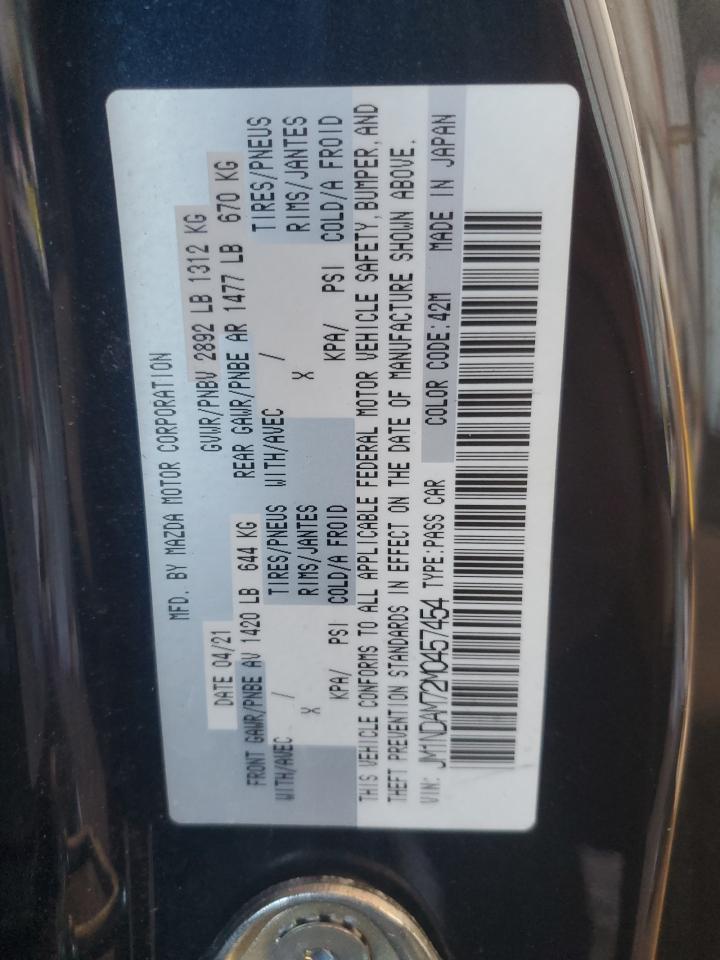 MFD. BY MAZDA MOTOR CORPORATION
DATE 04/21 GVWR/PNBV 2892 LB 1312 KG
FRONT GAWR/PNBE AV 1420 LB 644 KG REAR GAWR/PNBE AR 1477 LB 670 KG
WITH/AVEC / TIRES/PNEUS WITH/AVEC / TIRES/PNEUS
X RIMS/JANTES X RIMS/JANTES
KPA/ PSI COLD/A FROID KPA/ PSI COLD/A FROID
THIS VEHICLE CONFORMS TO ALL APPLICABLE FEDERAL MOTOR VEHICLE SAFETY, BUMPER, AND
THEFT PREVENTION STANDARDS IN EFFECT ON THE DATE OF MANUFACTURE SHOWN ABOVE.
VIN: JM1NDAM72M0457454 TYPE:PASS CAR COLOR CODE:42M MADE IN JAPAN